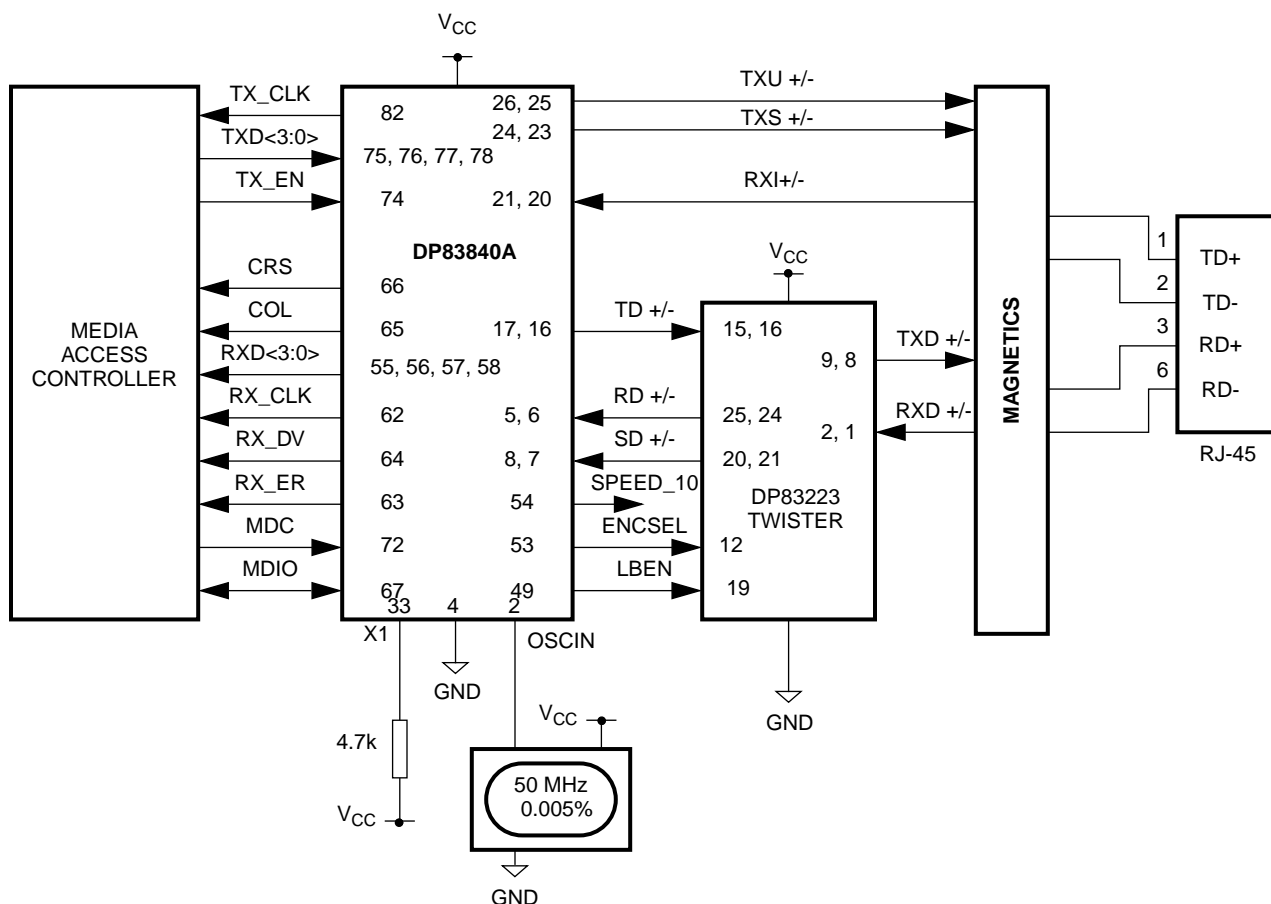 VCC
TX_CLK
82
26, 25
TXU +/-
24, 23
TXS +/-
TXD<3:0>
75, 76, 77, 78
TX_EN
74
21, 20
RXI+/-
DP83840A
CRS
66
COL
65
17, 16
TD +/-
RXD<3:0>
55, 56, 57, 58
RX_CLK
62
5, 6
RD +/-
RX_DV
64
8, 7
SD +/-
RX_ER
63
54
SPEED_10
MDC
72
53
ENCSEL
MDIO
67
49
LBEN
33
4
2
X1
OSCIN
GND
MEDIA
ACCESS
CONTROLLER
VCC
15, 16
9, 8
TXD +/-
25, 24
2, 1
RXD +/-
20, 21
DP83223
TWISTER
12
19
GND
MAGNETICS
1
TD+
2
TD-
3
RD+
6
RD-
RJ-45
4.7k
VCC
VCC
50 MHz
0.005%
GND